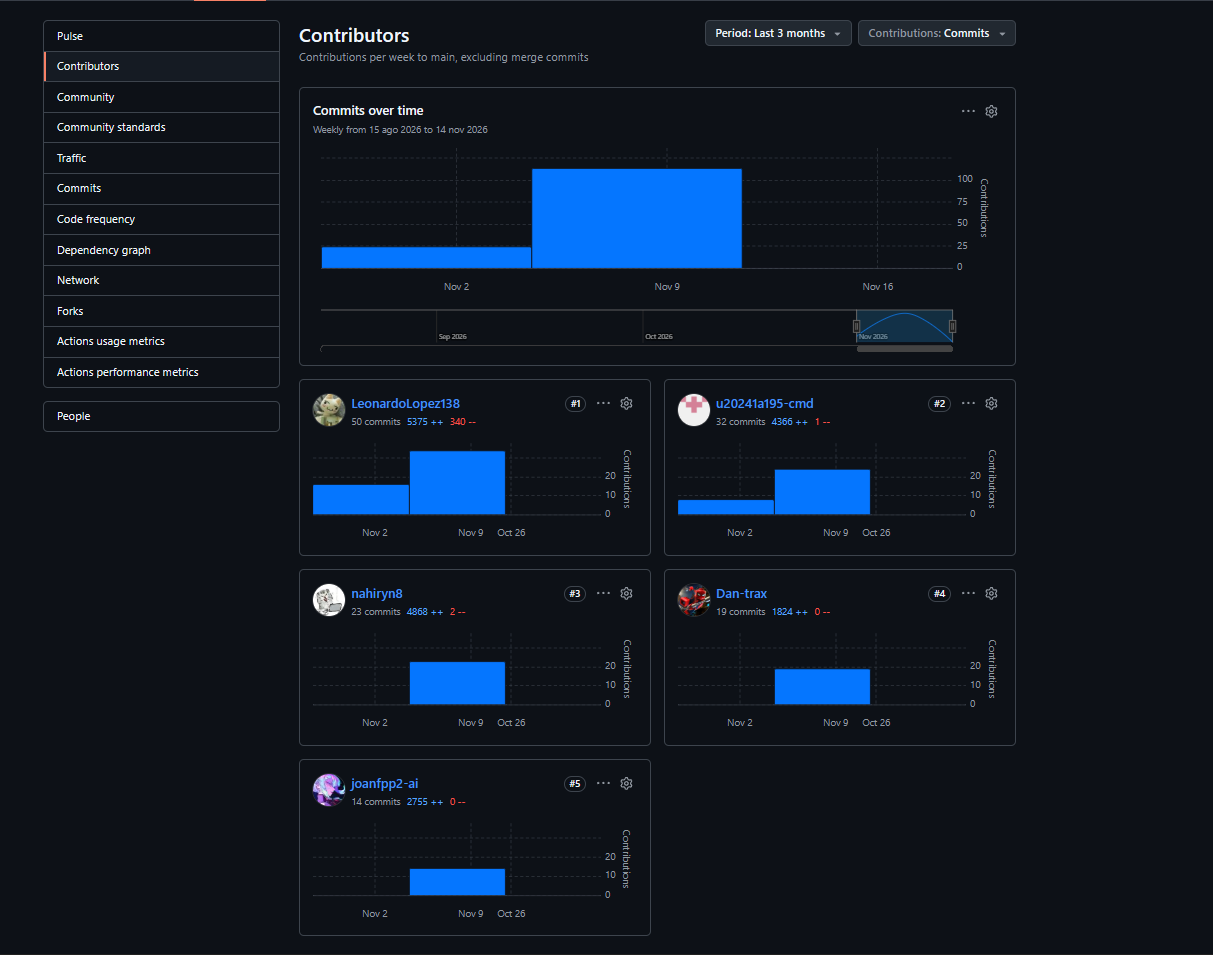 Pulse
Contributors
Community
Community standards
Traffic
Commits
Code frequency
Dependency graph
Network
Forks
Actions usage metrics
Actions performance metrics
People
Contributors
Contributions per week to main, excluding merge commits
Period: Last 3 months
Contributions: Commits
Commits over time
Weekly from 15 ago 2026 to 14 nov 2026
100
75
50
25
0
Contributions
Nov 2
Nov 9
Nov 16
Sep 2026
Oct 2026
Nov 2026
LeonardoLopez138
#1
50 commits 5375 ++ 340 --
20
10
0
Contributions
Nov 2
Nov 9
Oct 26
u20241a195-cmd
#2
32 commits 4366 ++ 1 --
20
10
0
Contributions
Nov 2
Nov 9
Oct 26
nahiryn8
#3
23 commits 4868 ++ 2 --
20
10
0
Contributions
Nov 2
Nov 9
Oct 26
Dan-trax
#4
19 commits 1824 ++ 0 --
20
10
0
Contributions
Nov 2
Nov 9
Oct 26
joanfpp2-ai
#5
14 commits 2755 ++ 0 --
20
10
0
Contributions
Nov 2
Nov 9
Oct 26